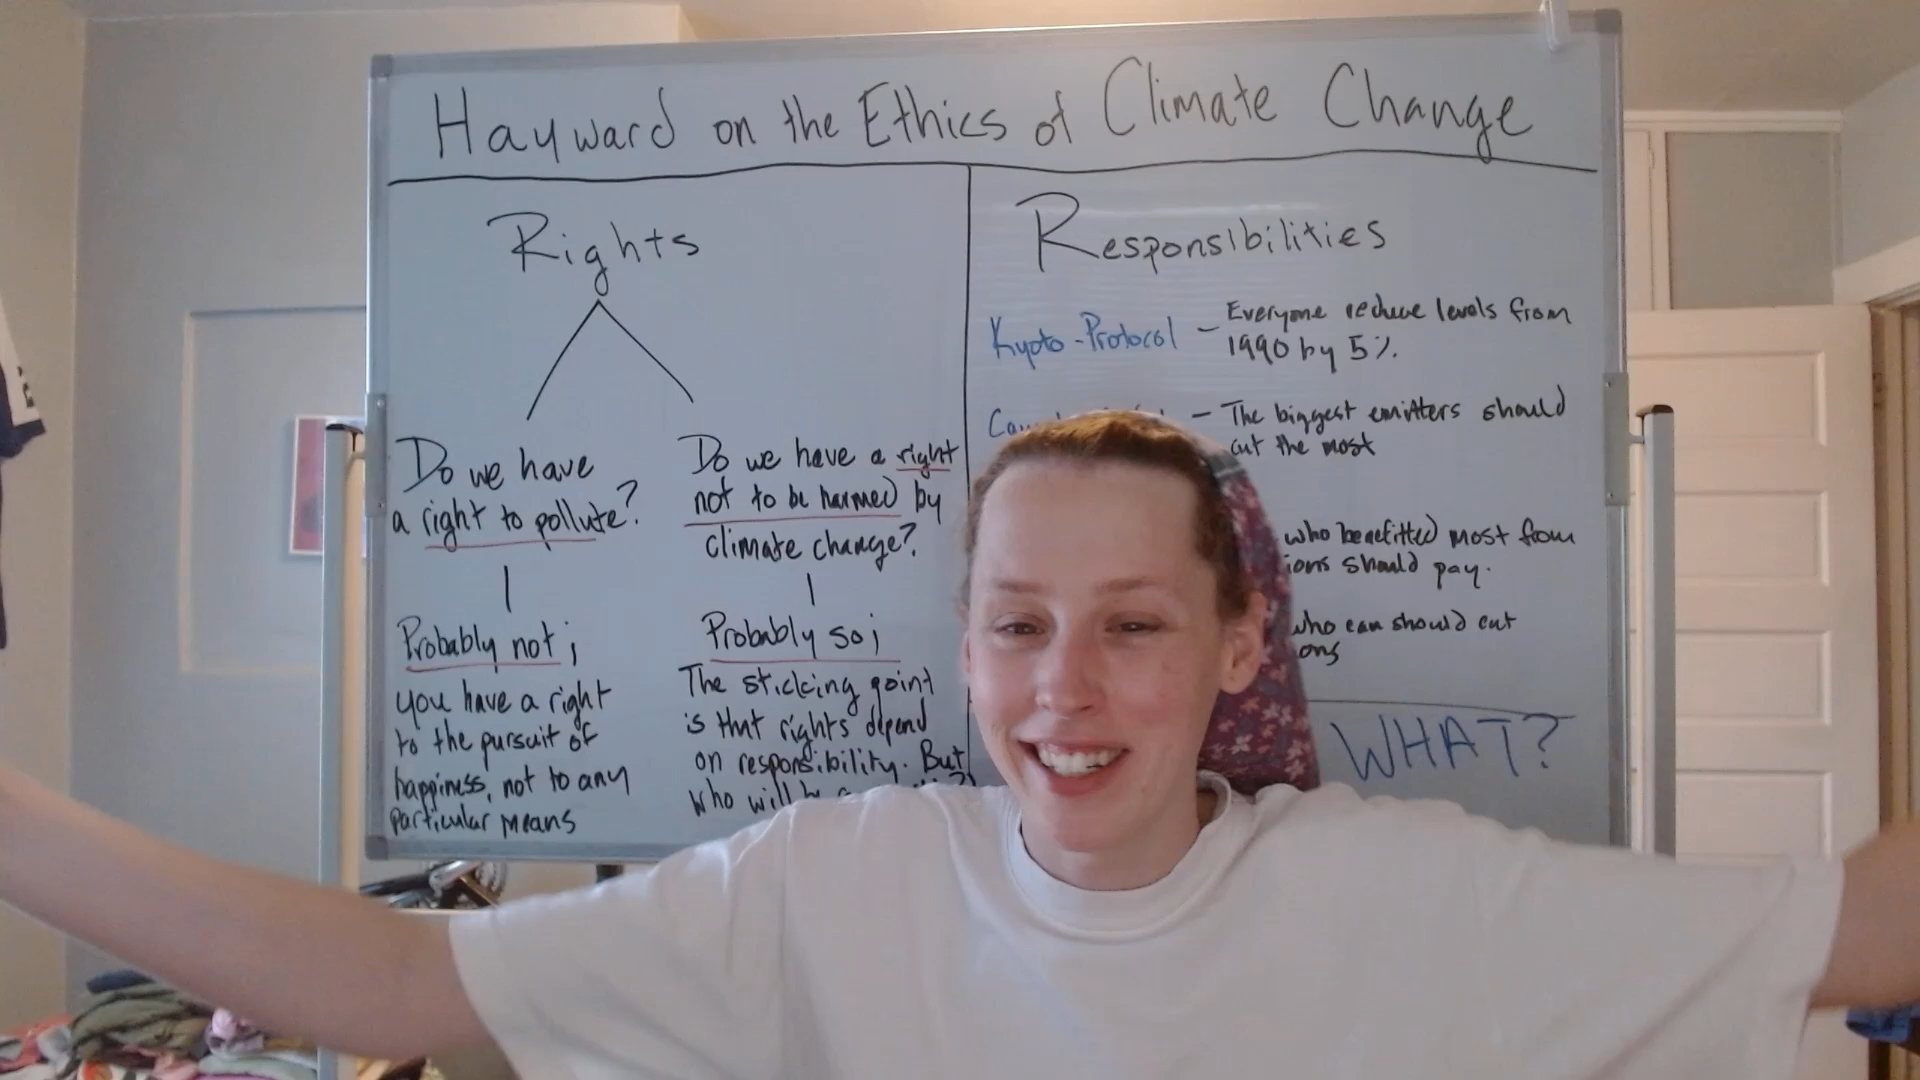 Hayward on the Ethics of Climate Change
Rights
Do we have
a right to pollute?
Probably not;
you have a right
to the pursuit of
happiness, not to any
particular means
Do we have a right
not to be harmed by
climate change?
Probably so;
The sticking point
is that rights depend
on responsibility. But
who will be
Responsibilities
Kyoto-Protocol - Everyone reduce levels from
1990 by 5%.
- The biggest emitters should
cut the most
who benefitted most from
should pay.
who can should cut
WHAT?